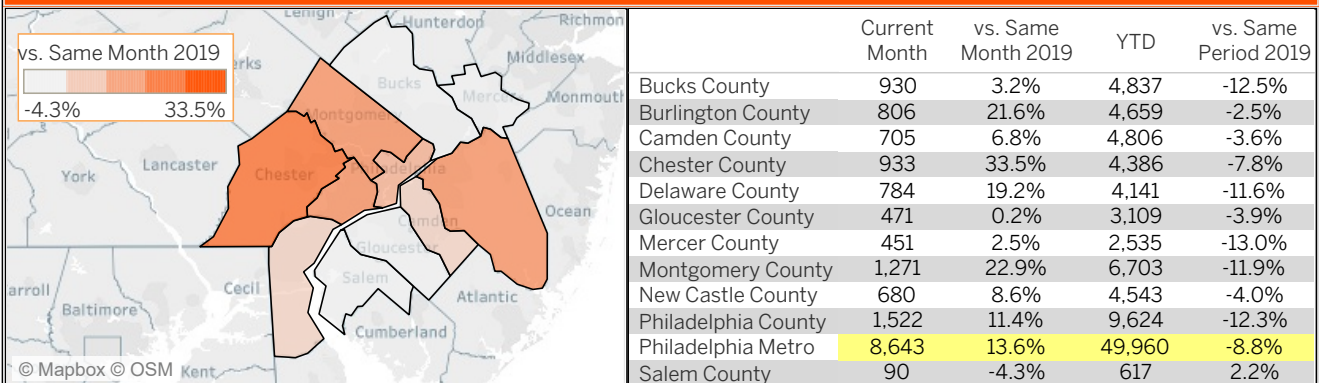 Lehigh
Hunterdon
Richmon
vs. Same Month 2019
-4.3% 33.5%
erks
Bucks
Middlesex
Mercer
Monmouth
Montgomery
Lancaster
York
Chester
Philadelphia
Camden
Ocean
Gloucester
Salem
arroll
Cecil
Atlantic
Baltimore
Cumberland
Kent
© Mapbox © OSM
Current Month vs. Same Month 2019 YTD vs. Same Period 2019
Bucks County 930 3.2% 4,837 -12.5%
Burlington County 806 21.6% 4,659 -2.5%
Camden County 705 6.8% 4,806 -3.6%
Chester County 933 33.5% 4,386 -7.8%
Delaware County 784 19.2% 4,141 -11.6%
Gloucester County 471 0.2% 3,109 -3.9%
Mercer County 451 2.5% 2,535 -13.0%
Montgomery County 1,271 22.9% 6,703 -11.9%
New Castle County 680 8.6% 4,543 -4.0%
Philadelphia County 1,522 11.4% 9,624 -12.3%
Philadelphia Metro 8,643 13.6% 49,960 -8.8%
Salem County 90 -4.3% 617 2.2%